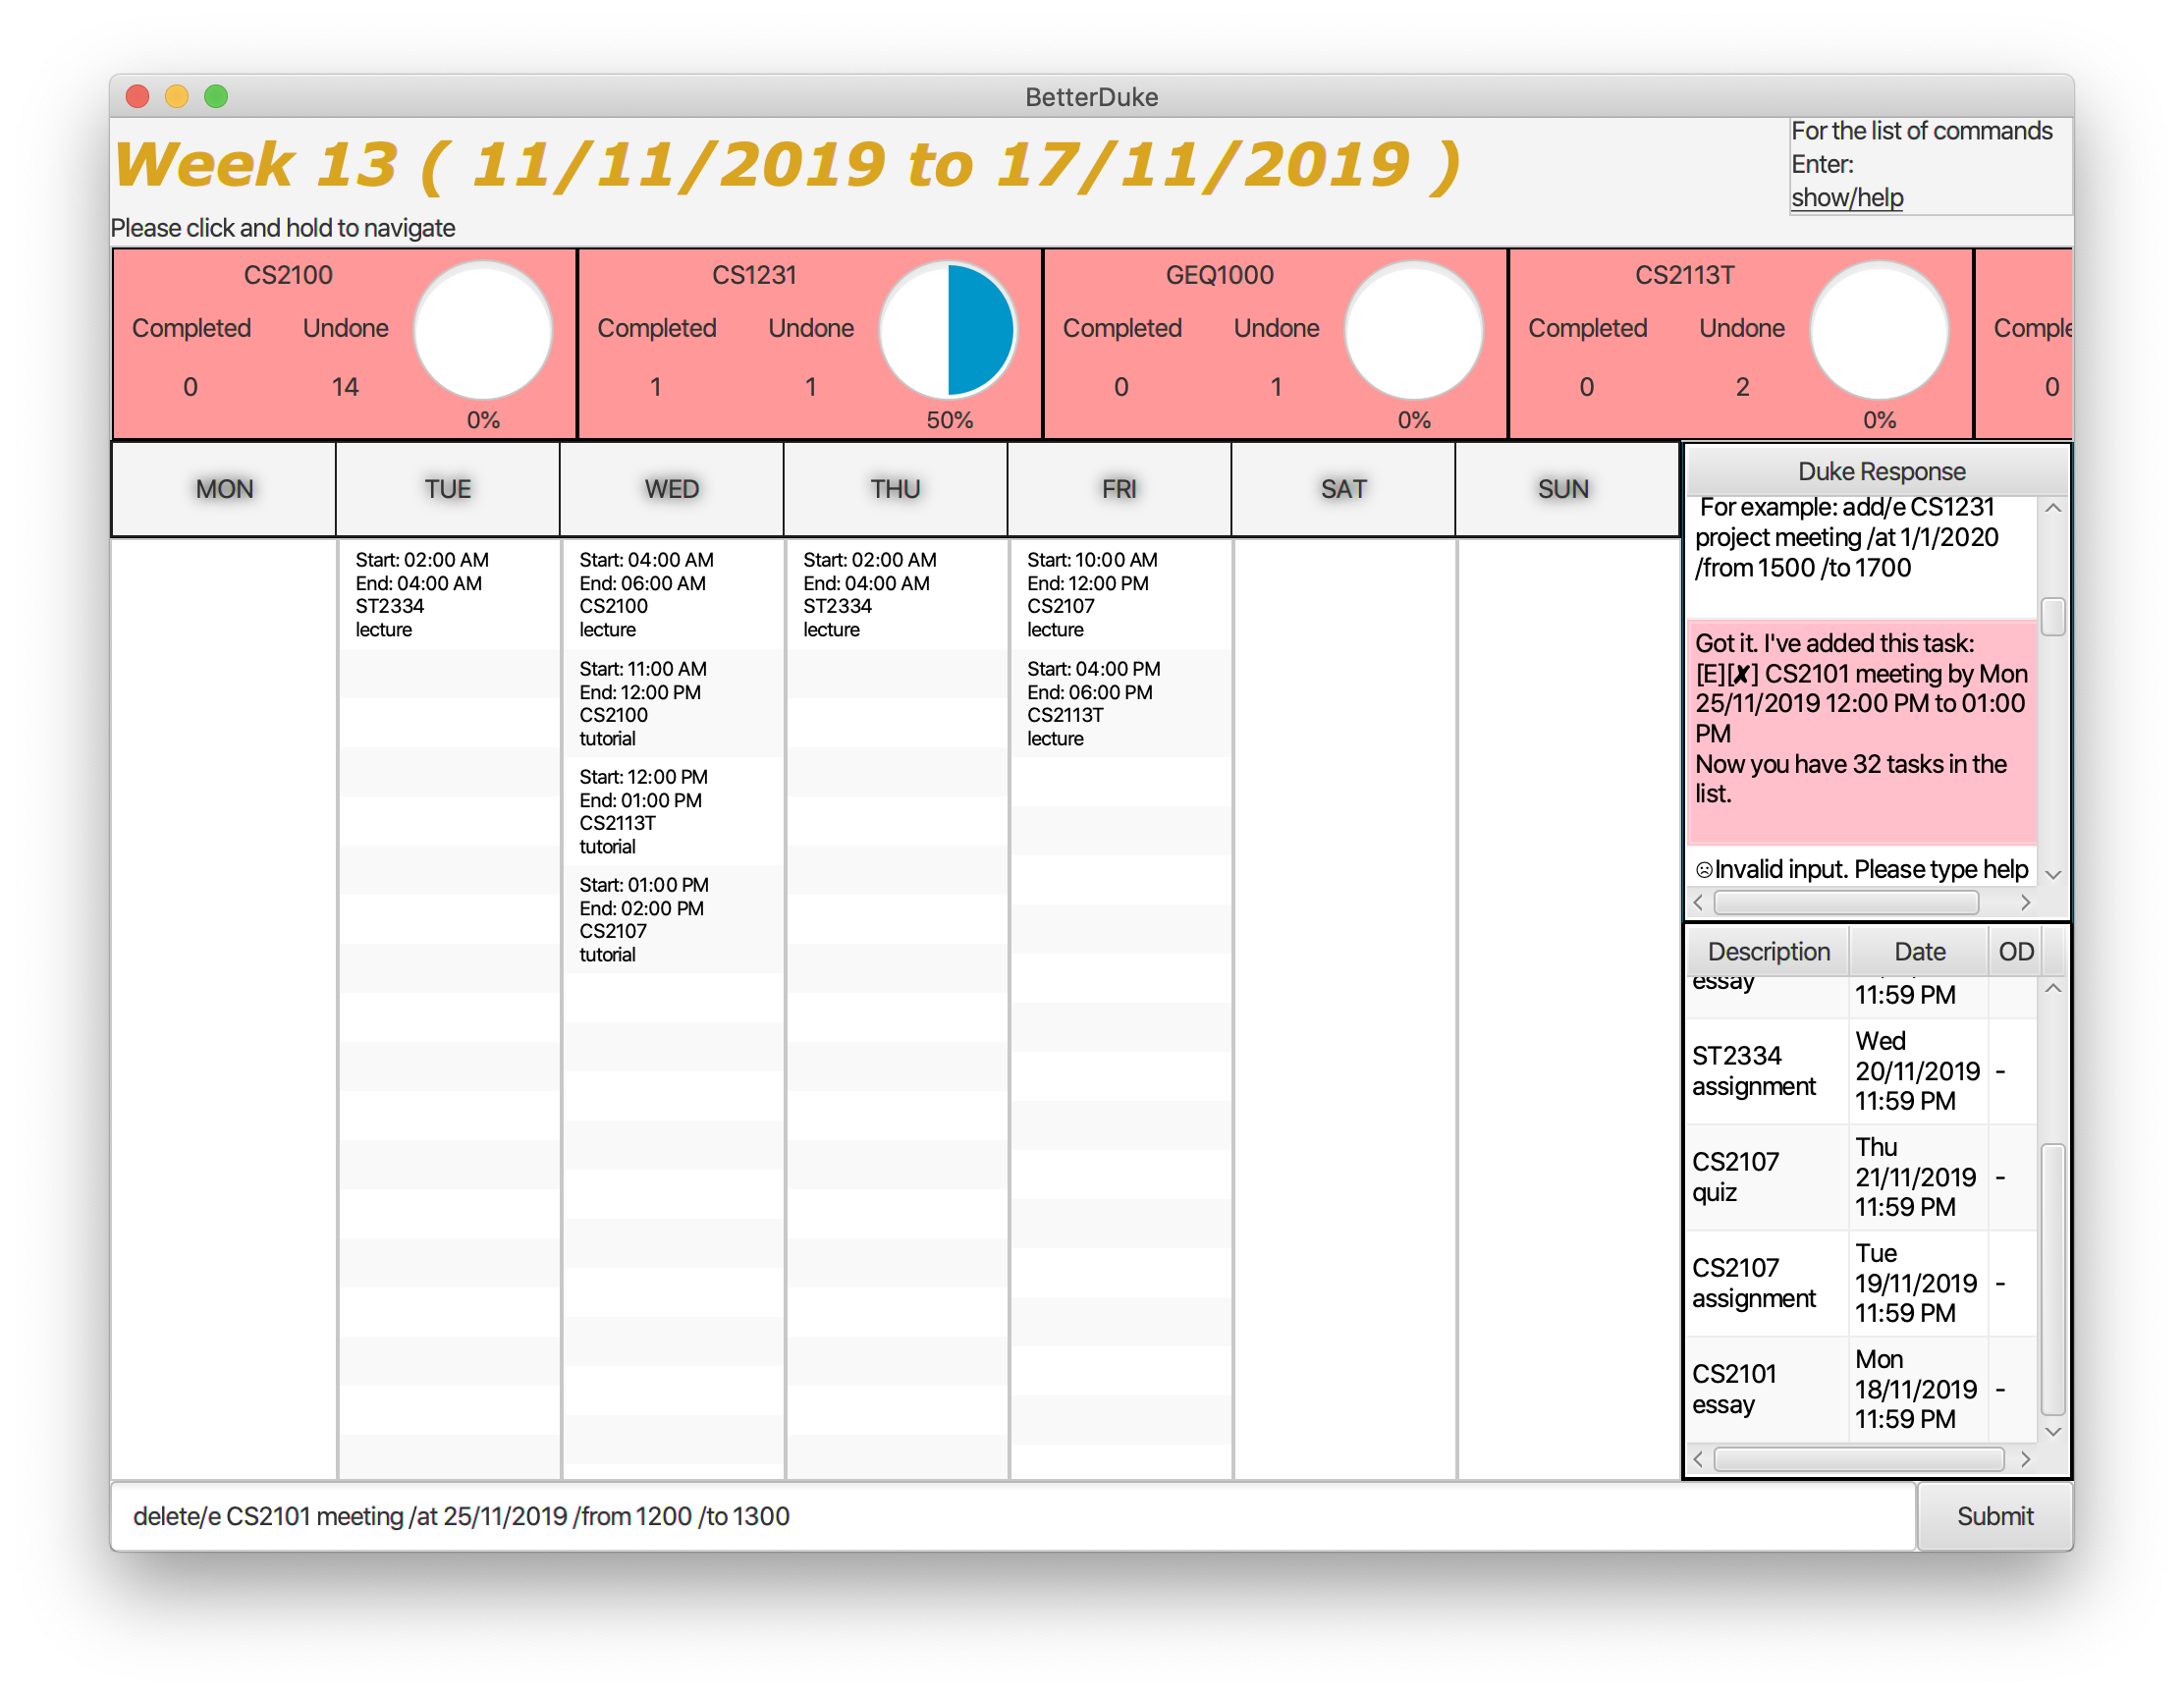 BetterDuke
Week 13 ( 11/11/2019 to 17/11/2019 )
For the list of commands
Enter:
show/help
Please click and hold to navigate
CS2100
Completed Undone
0 14
0%
CS1231
Completed Undone
1 1
50%
GEQ1000
Completed Undone
0 1
0%
CS2113T
Completed Undone
0 2
0%
Comple
0
MON TUE WED THU FRI SAT SUN
Start: 02:00 AM
End: 04:00 AM
ST2334
lecture
Start: 04:00 AM
End: 06:00 AM
CS2100
lecture
Start: 11:00 AM
End: 12:00 PM
CS2100
tutorial
Start: 12:00 PM
End: 01:00 PM
CS2113T
tutorial
Start: 01:00 PM
End: 02:00 PM
CS2107
tutorial
Start: 02:00 AM
End: 04:00 AM
ST2334
lecture
Start: 10:00 AM
End: 12:00 PM
CS2107
lecture
Start: 04:00 PM
End: 06:00 PM
CS2113T
lecture
Duke Response
For example: add/e CS1231
project meeting /at 1/1/2020
/from 1500 /to 1700
Got it. I've added this task:
[E][✘] CS2101 meeting by Mon
25/11/2019 12:00 PM to 01:00
PM
Now you have 32 tasks in the
list.
☹Invalid input. Please type help
Description Date OD
essay
11:59 PM
ST2334
assignment
Wed
20/11/2019
11:59 PM
-
CS2107
quiz
Thu
21/11/2019
11:59 PM
-
CS2107
assignment
Tue
19/11/2019
11:59 PM
-
CS2101
essay
Mon
18/11/2019
11:59 PM
-
delete/e CS2101 meeting /at 25/11/2019 /from 1200 /to 1300
Submit